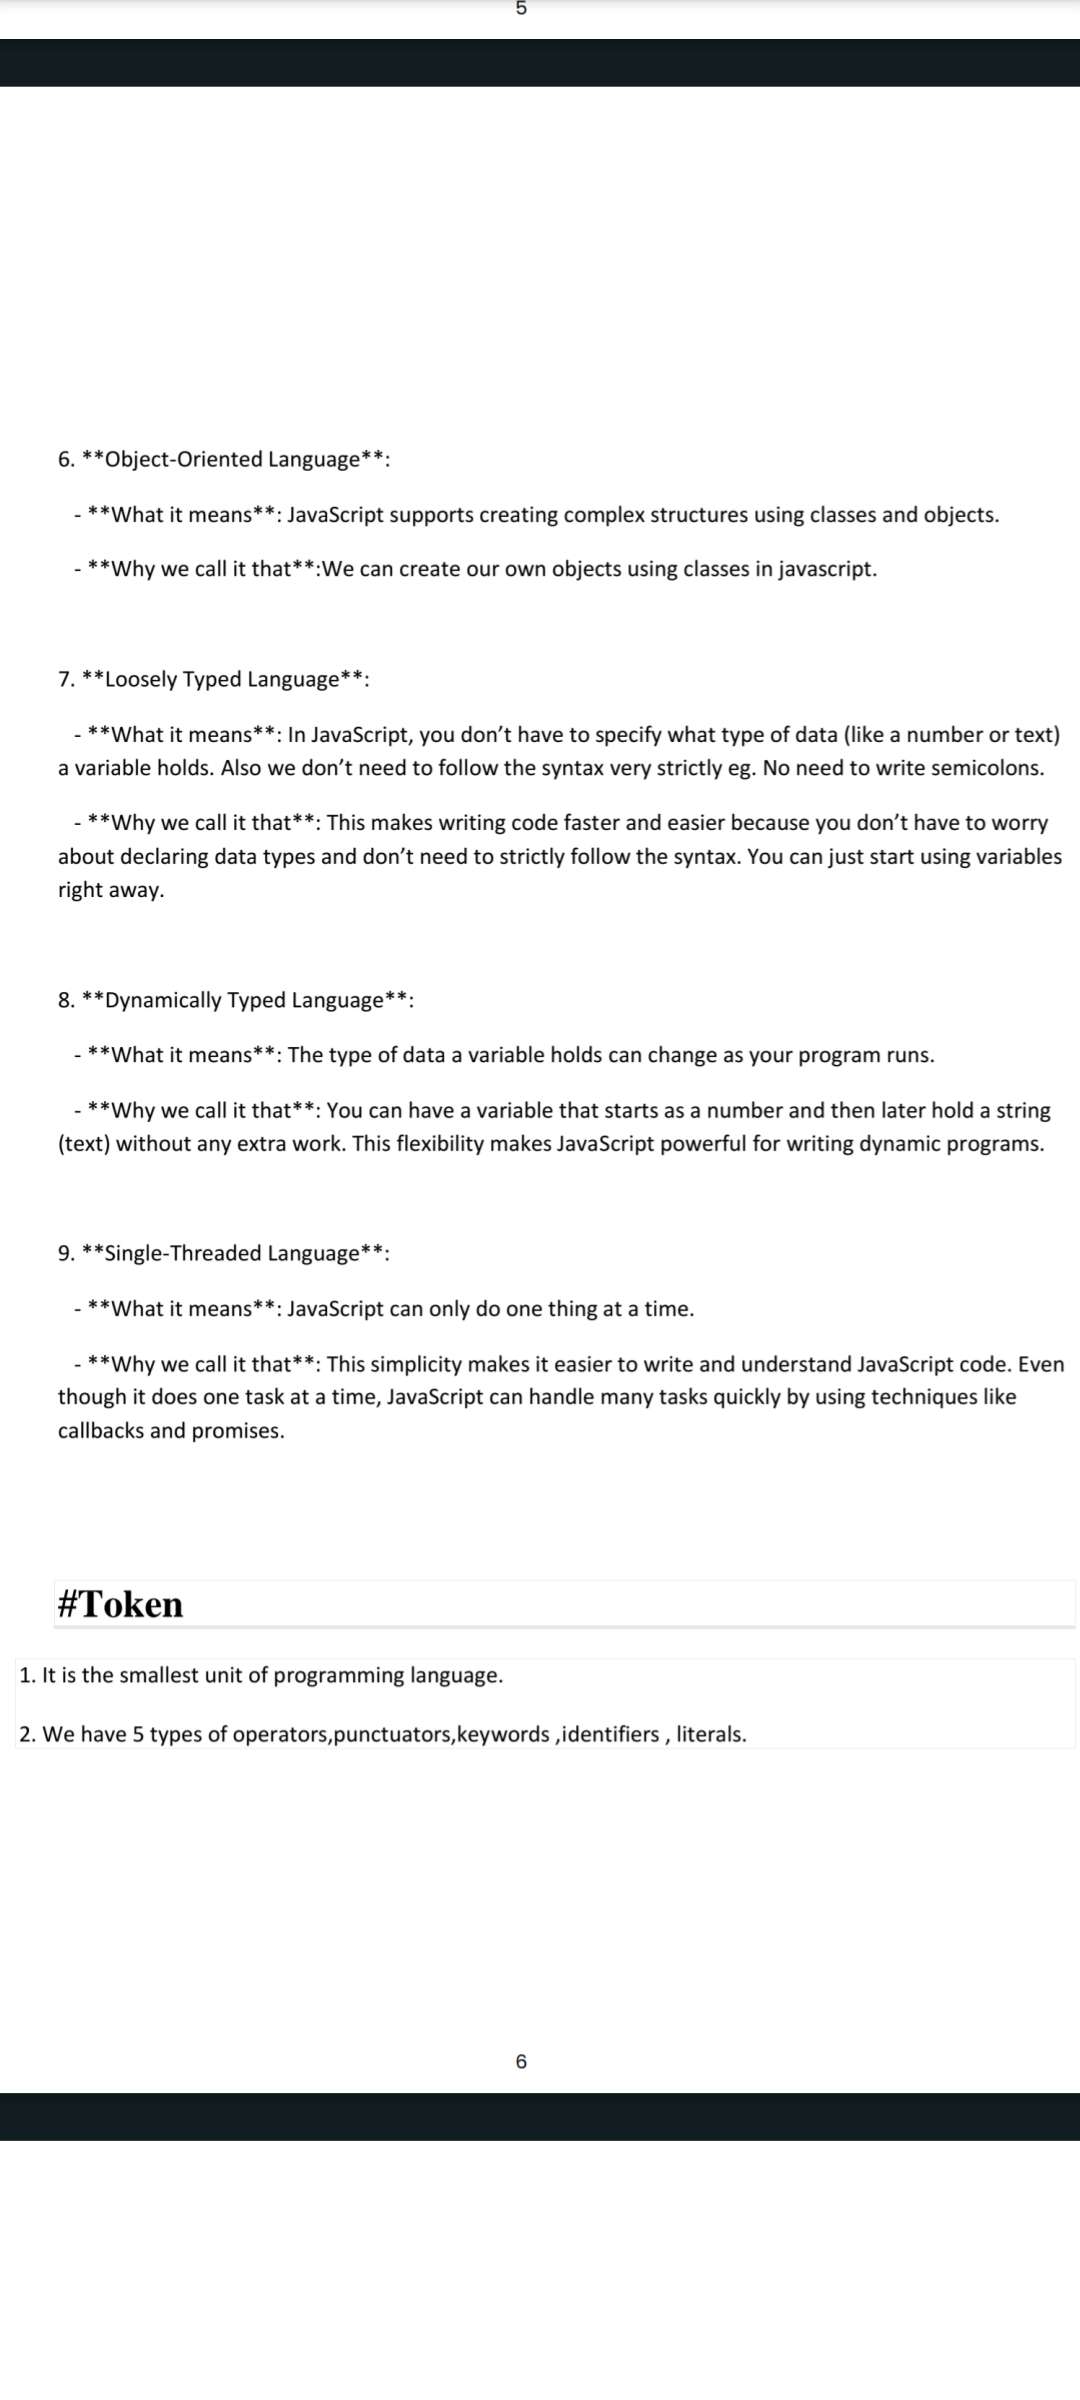 5
6. **Object-Oriented Language**:
- **What it means**: JavaScript supports creating complex structures using classes and objects.
- **Why we call it that**:We can create our own objects using classes in javascript.
7. **Loosely Typed Language**:
- **What it means**: In JavaScript, you don’t have to specify what type of data (like a number or text)
a variable holds. Also we don’t need to follow the syntax very strictly eg. No need to write semicolons.
- **Why we call it that**: This makes writing code faster and easier because you don’t have to worry
about declaring data types and don’t need to strictly follow the syntax. You can just start using variables
right away.
8. **Dynamically Typed Language**:
- **What it means**: The type of data a variable holds can change as your program runs.
- **Why we call it that**: You can have a variable that starts as a number and then later hold a string
(text) without any extra work. This flexibility makes JavaScript powerful for writing dynamic programs.
9. **Single-Threaded Language**:
- **What it means**: JavaScript can only do one thing at a time.
- **Why we call it that**: This simplicity makes it easier to write and understand JavaScript code. Even
though it does one task at a time, JavaScript can handle many tasks quickly by using techniques like
callbacks and promises.
#Token
1. It is the smallest unit of programming language.
2. We have 5 types of operators,punctuators,keywords ,identifiers , literals.
6